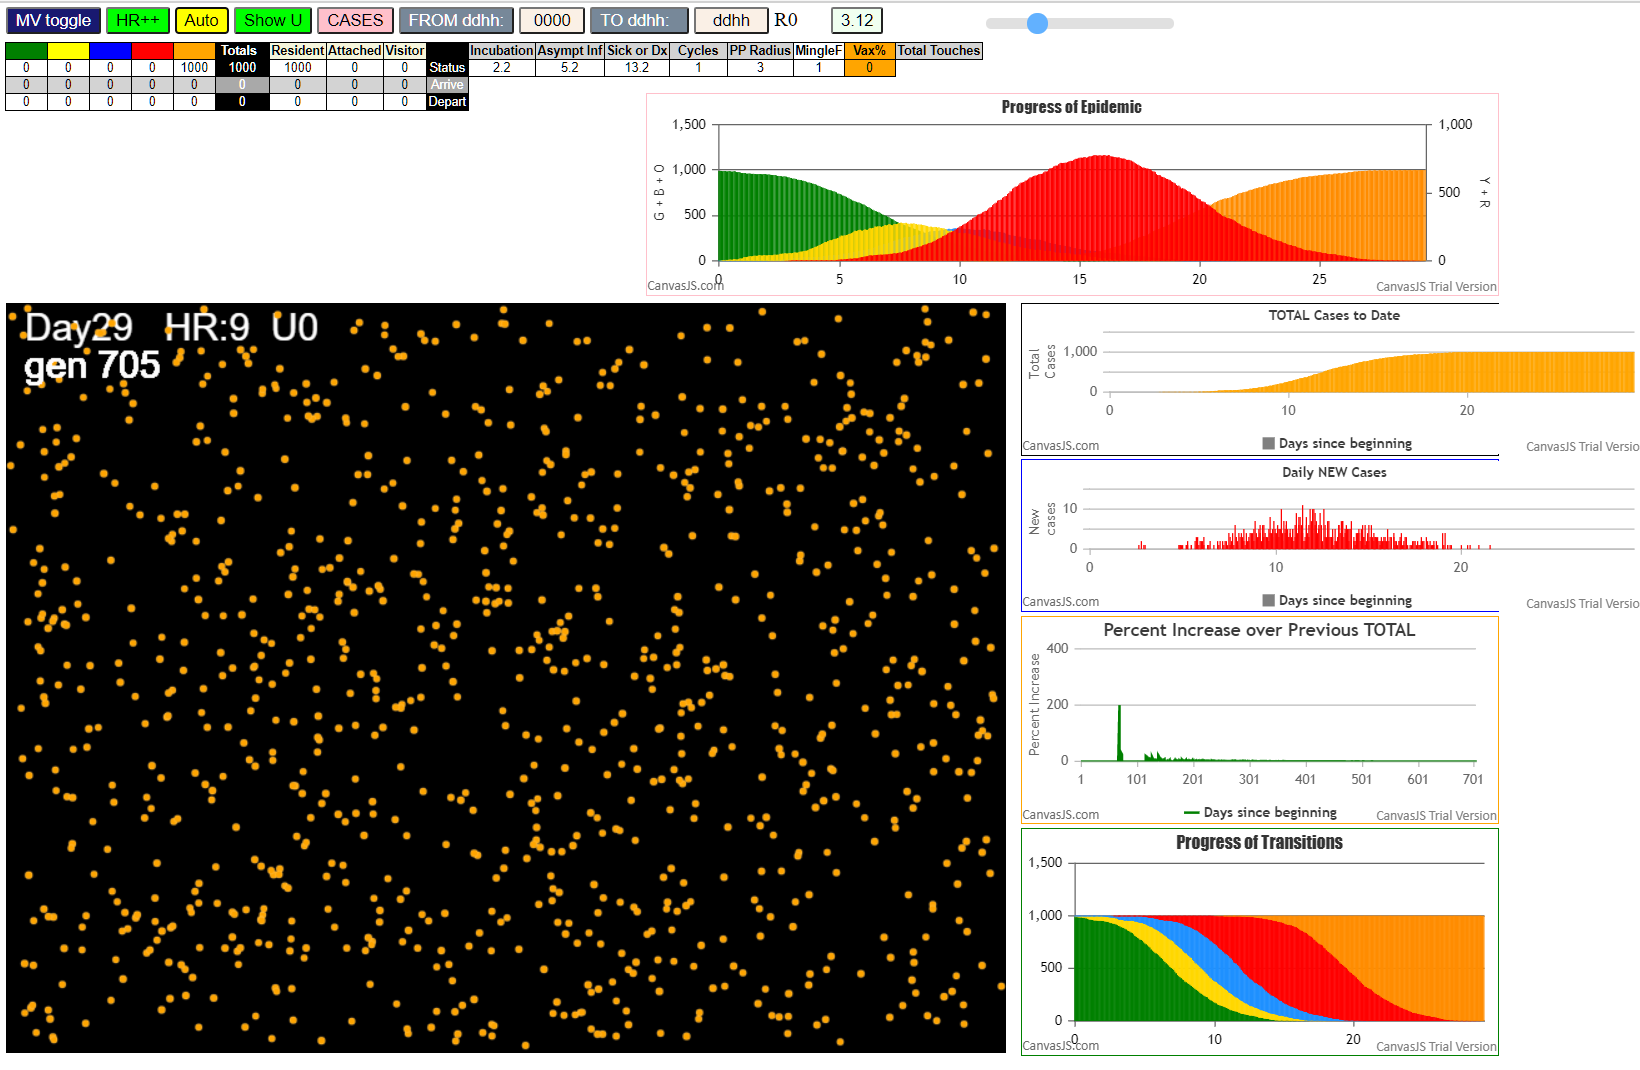 MV toggle HR++ Auto Show U CASES FROM ddhh: 0000 TO ddhh: ddhh R0 3.12
Totals Resident Attached Visitor Incubation Asympt Inf Sick or Dx Cycles PP Radius MingleF Vax% Total Touches
0 0 0 0 1000 1000 1000 0 0 Status 2.2 5.2 13.2 1 3 1 0
0 0 0 0 0 0 0 0 0 Arrive
0 0 0 0 0 0 0 0 0 Depart
Progress of Epidemic
1,500 1,000
1,000
500 500
0 0
G + B + O
Y + R
0 5 10 15 20 25
CanvasJS.com CanvasJS Trial Version
Day29 HR:9 U0
gen 705
TOTAL Cases to Date
Total
Cases
1,000
0
0 10 20
Days since beginning
CanvasJS.com CanvasJS Trial Versio
Daily NEW Cases
New
cases
10
0
0 10 20
Days since beginning
CanvasJS.com CanvasJS Trial Versio
Percent Increase over Previous TOTAL
Percent Increase
400
200
0
1 101 201 301 401 501 601 701
Days since beginning
CanvasJS.com CanvasJS Trial Version
Progress of Transitions
1,500
1,000
500
0
0 10 20
CanvasJS.com CanvasJS Trial Version